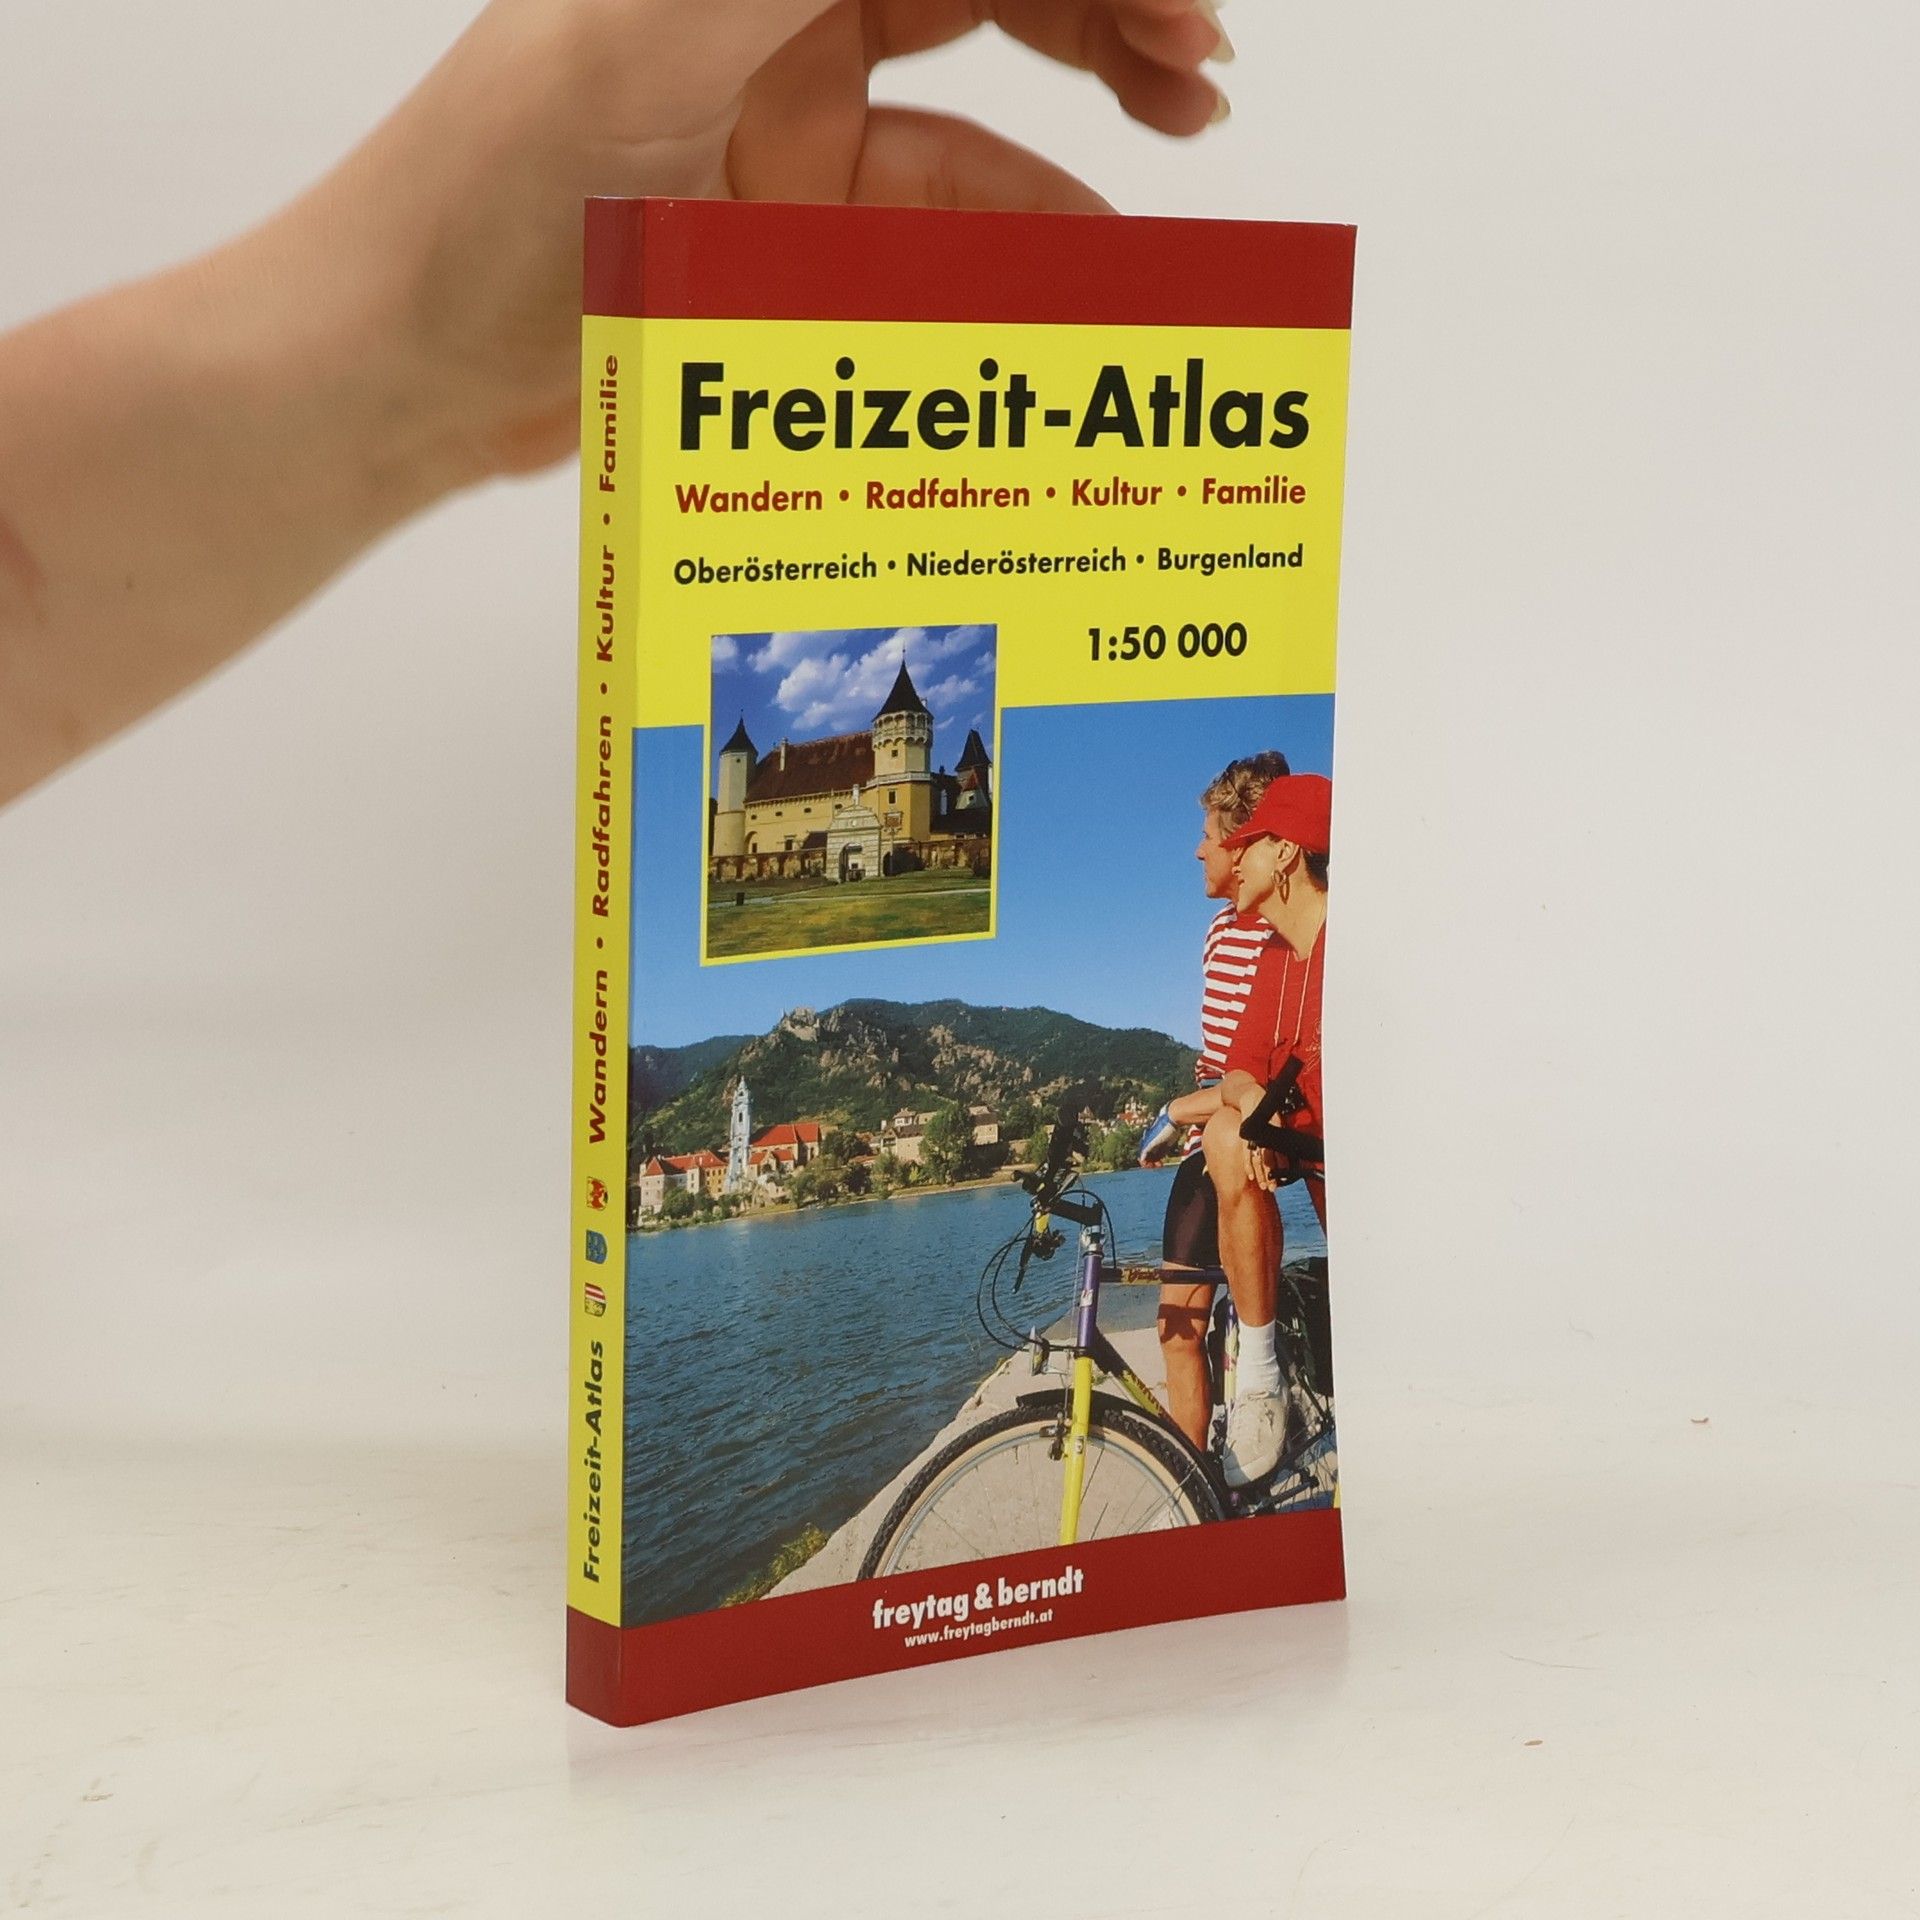 Freizeit-Atlas
Wandern • Radfahren • Kultur • Familie
Oberösterreich • Niederösterreich • Burgenland
1:50 000
freytag & berndt
www.freytagberndt.at
Freizeit-Atlas Wandern • Radfahren • Kultur • Familie